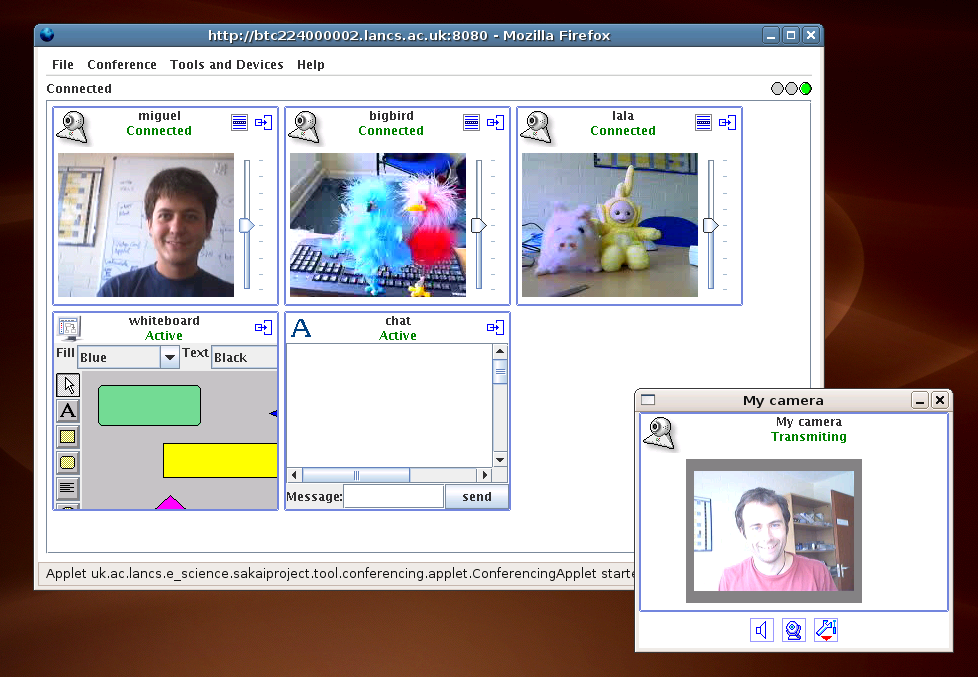 http://btc224000002.lancs.ac.uk:8080 - Mozilla Firefox
File Conference Tools and Devices Help
Connected
miguel
Connected
bigbird
Connected
lala
Connected
whiteboard
Active
Fill Blue Text Black
A
chat
Active
A
Message: send
My camera
My camera
Transmiting
Applet uk.ac.lancs.e_science.sakaiproject.tool.conferencing.applet.ConferencingApplet starte